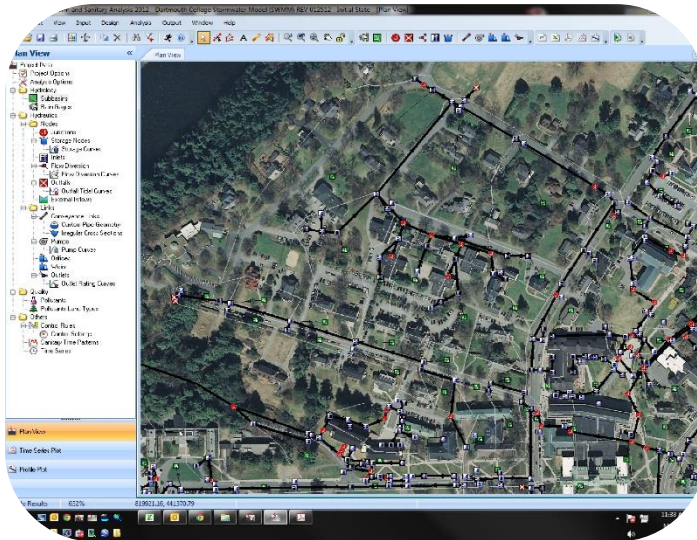 and Sanitary Analysis 2012 - Dartmouth College Stormwater Model (SWMM) REV 012512 - Initial State - [Plan View]
View Input Design Analysis Output Window Help
Plan View
Plan View
Project Data
Project Options
Analysis Options
Hydrology
Subbasins
Rain Gages
Hydraulics
Nodes
Junctions
Storage Nodes
Storage Curves
Inlets
Flow Diversion
Flow Diversion Curves
Outfalls
Outfall Tidal Curves
External Inflows
Links
Conveyance Links
Custom Pipe Geometry
Irregular Cross Sections
Pumps
Pump Curves
Orifices
Weirs
Outlets
Outlet Rating Curves
Quality
Pollutants
Pollutants Land Types
Others
Control Rules
Control Settings
Sanitary Time Patterns
Time Series
Plan View
Time Series Plot
Profile Plot
Results 652% 819921.16, 441370.79